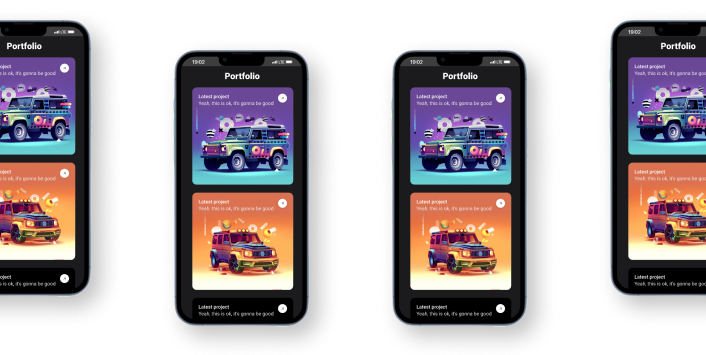 Portfolio
oject
s is ok, it's gonna be good
oject
s is ok, it's gonna be good
oject
s is ok, it's gonna be good
19:02
LTE
Portfolio
Latest project
Yeah, this is ok, it's gonna be good
Latest project
Yeah, this is ok, it's gonna be good
Latest project
Yeah, this is ok, it's gonna be good
19:02
LTE
Portfolio
Latest project
Yeah, this is ok, it's gonna be good
Latest project
Yeah, this is ok, it's gonna be good
Latest project
Yeah, this is ok, it's gonna be good
19:02
Portfolio
Latest project
Yeah, this is ok, it's gonna be good
Latest project
Yeah, this is ok, it's gonna be good
Latest project
Yeah, this is ok, it's gonna be good